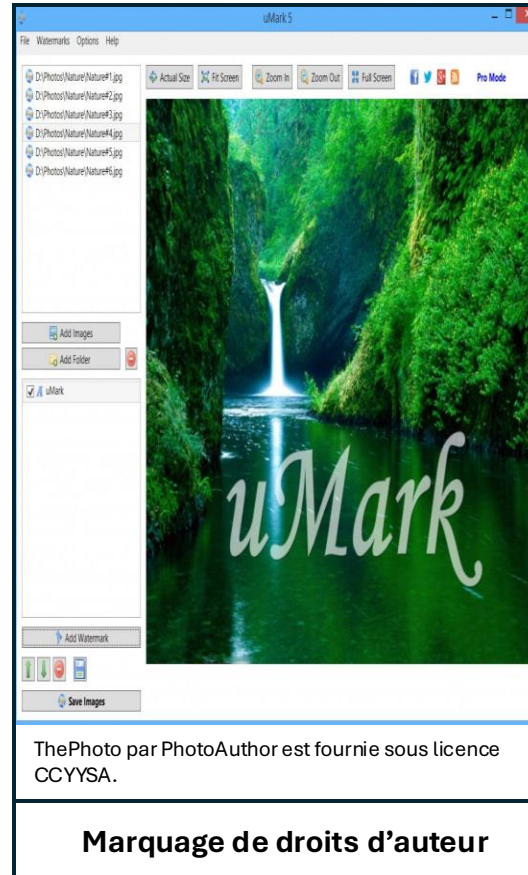 uMark 5
File Watermarks Options Help
D:\Photos\Nature\Nature#1.jpg
D:\Photos\Nature\Nature#2.jpg
D:\Photos\Nature\Nature#3.jpg
D:\Photos\Nature\Nature#4.jpg
D:\Photos\Nature\Nature#5.jpg
D:\Photos\Nature\Nature#6.jpg
Actual Size Fit Screen Zoom In Zoom Out Full Screen Pro Mode
Add Images
Add Folder
uMark
uMark
Add Watermark
Save Images
ThePhoto par PhotoAuthor est fournie sous licence
CCYYSA.
Marquage de droits d’auteur